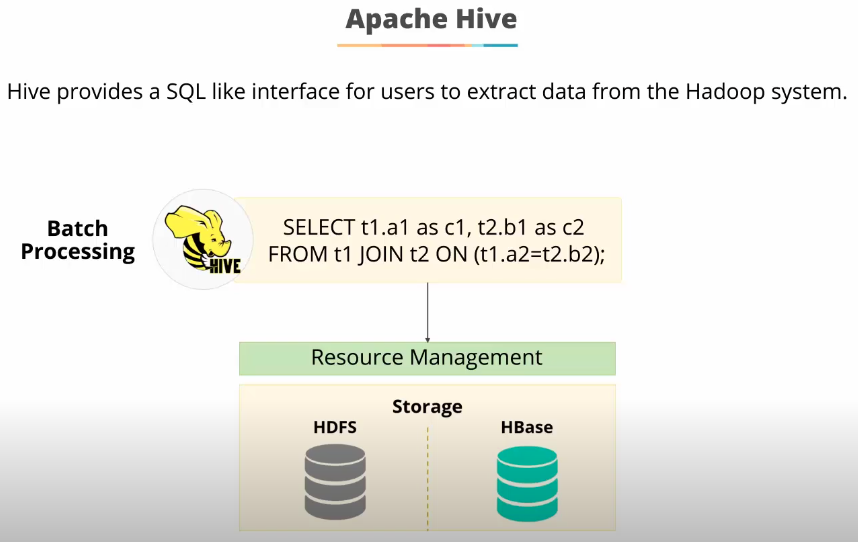 Apache Hive
Hive provides a SQL like interface for users to extract data from the Hadoop system.
Batch
Processing
HIVE
SELECT t1.a1 as c1, t2.b1 as c2
FROM t1 JOIN t2 ON (t1.a2=t2.b2);
Resource Management
Storage
HDFS
HBase